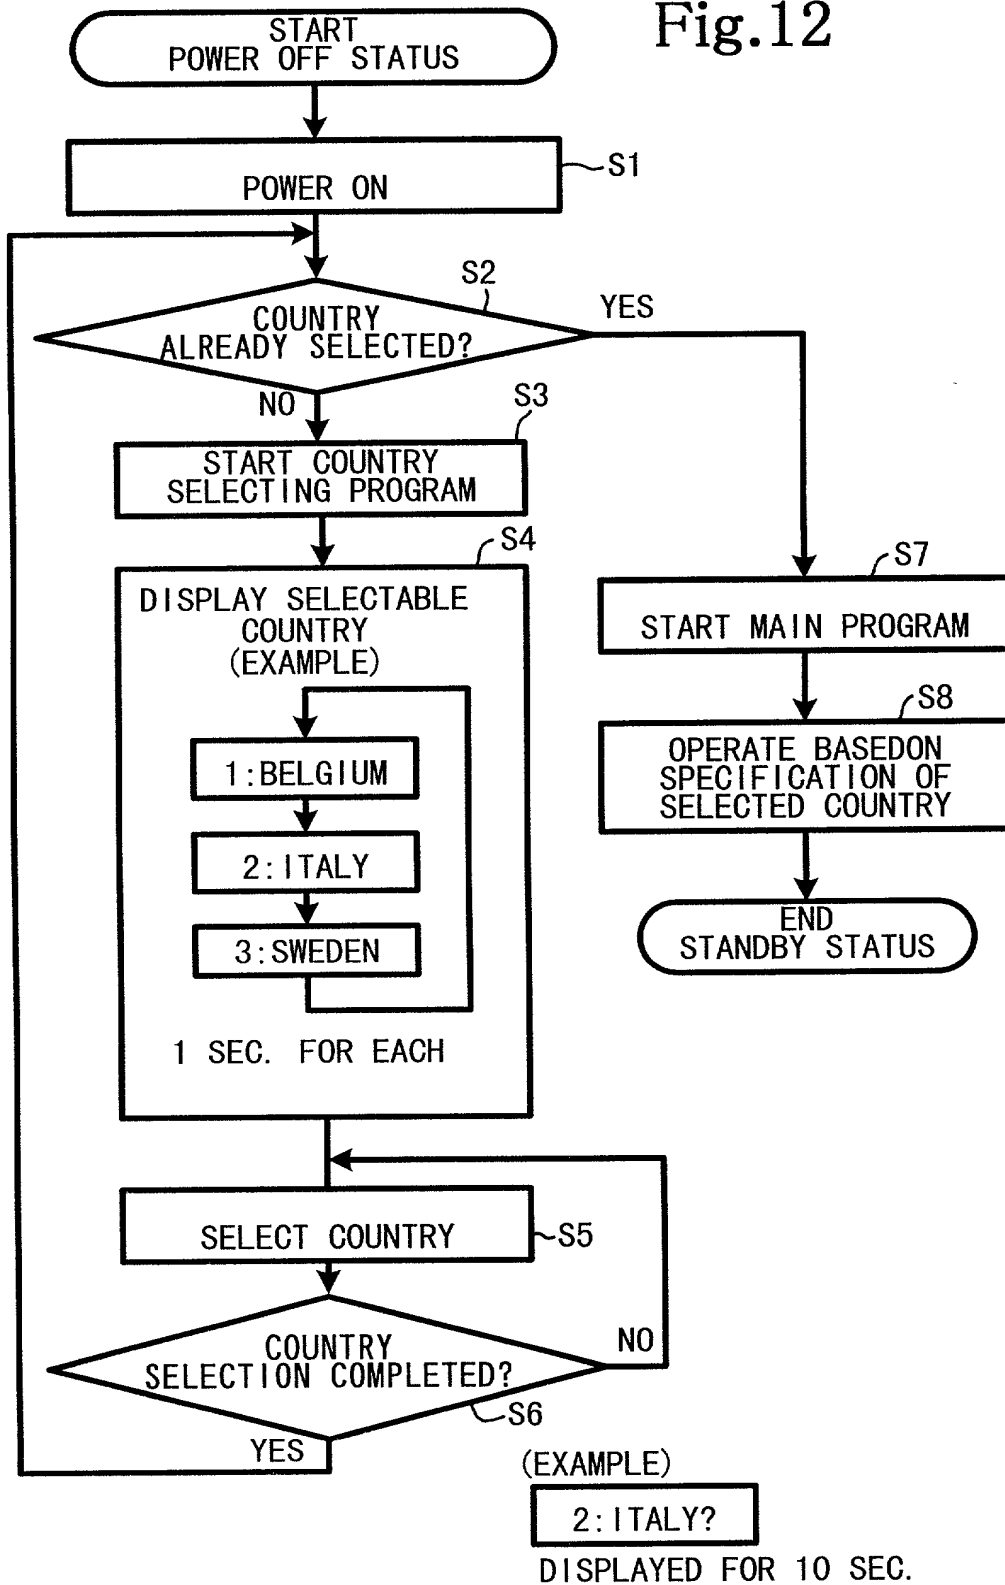 Fig.12
START
POWER OFF STATUS
S1
POWER ON
S2
COUNTRY
ALREADY SELECTED?
YES
NO
S3
START COUNTRY
SELECTING PROGRAM
S4
DISPLAY SELECTABLE
COUNTRY
(EXAMPLE)
1:BELGIUM
2:ITALY
3:SWEDEN
1 SEC. FOR EACH
S7
START MAIN PROGRAM
S8
OPERATE BASEDON
SPECIFICATION OF
SELECTED COUNTRY
END
STANDBY STATUS
SELECT COUNTRY
S5
COUNTRY
SELECTION COMPLETED?
NO
S6
YES
(EXAMPLE)
2:ITALY?
DISPLAYED FOR 10 SEC.